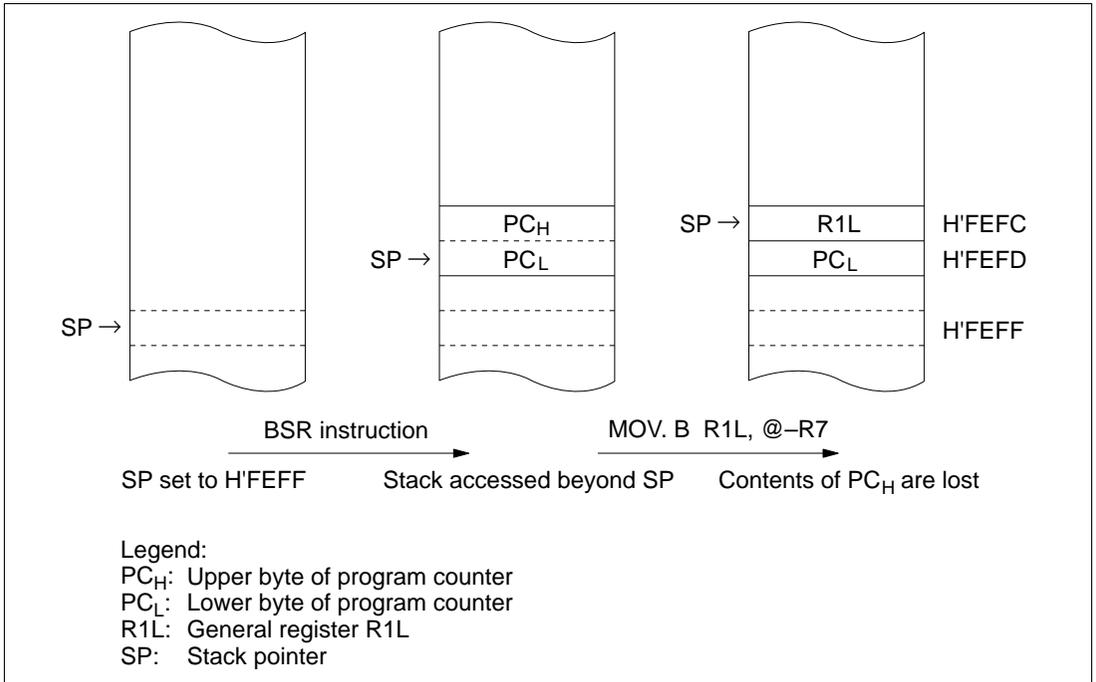 PCH
SP → R1L H'FEFC
SP → PCL
PCL H'FEFD
SP →
H'FEFF
BSR instruction
MOV. B R1L, @–R7
SP set to H'FEFF
Stack accessed beyond SP
Contents of PCH are lost
Legend:
PCH: Upper byte of program counter
PCL: Lower byte of program counter
R1L: General register R1L
SP: Stack pointer